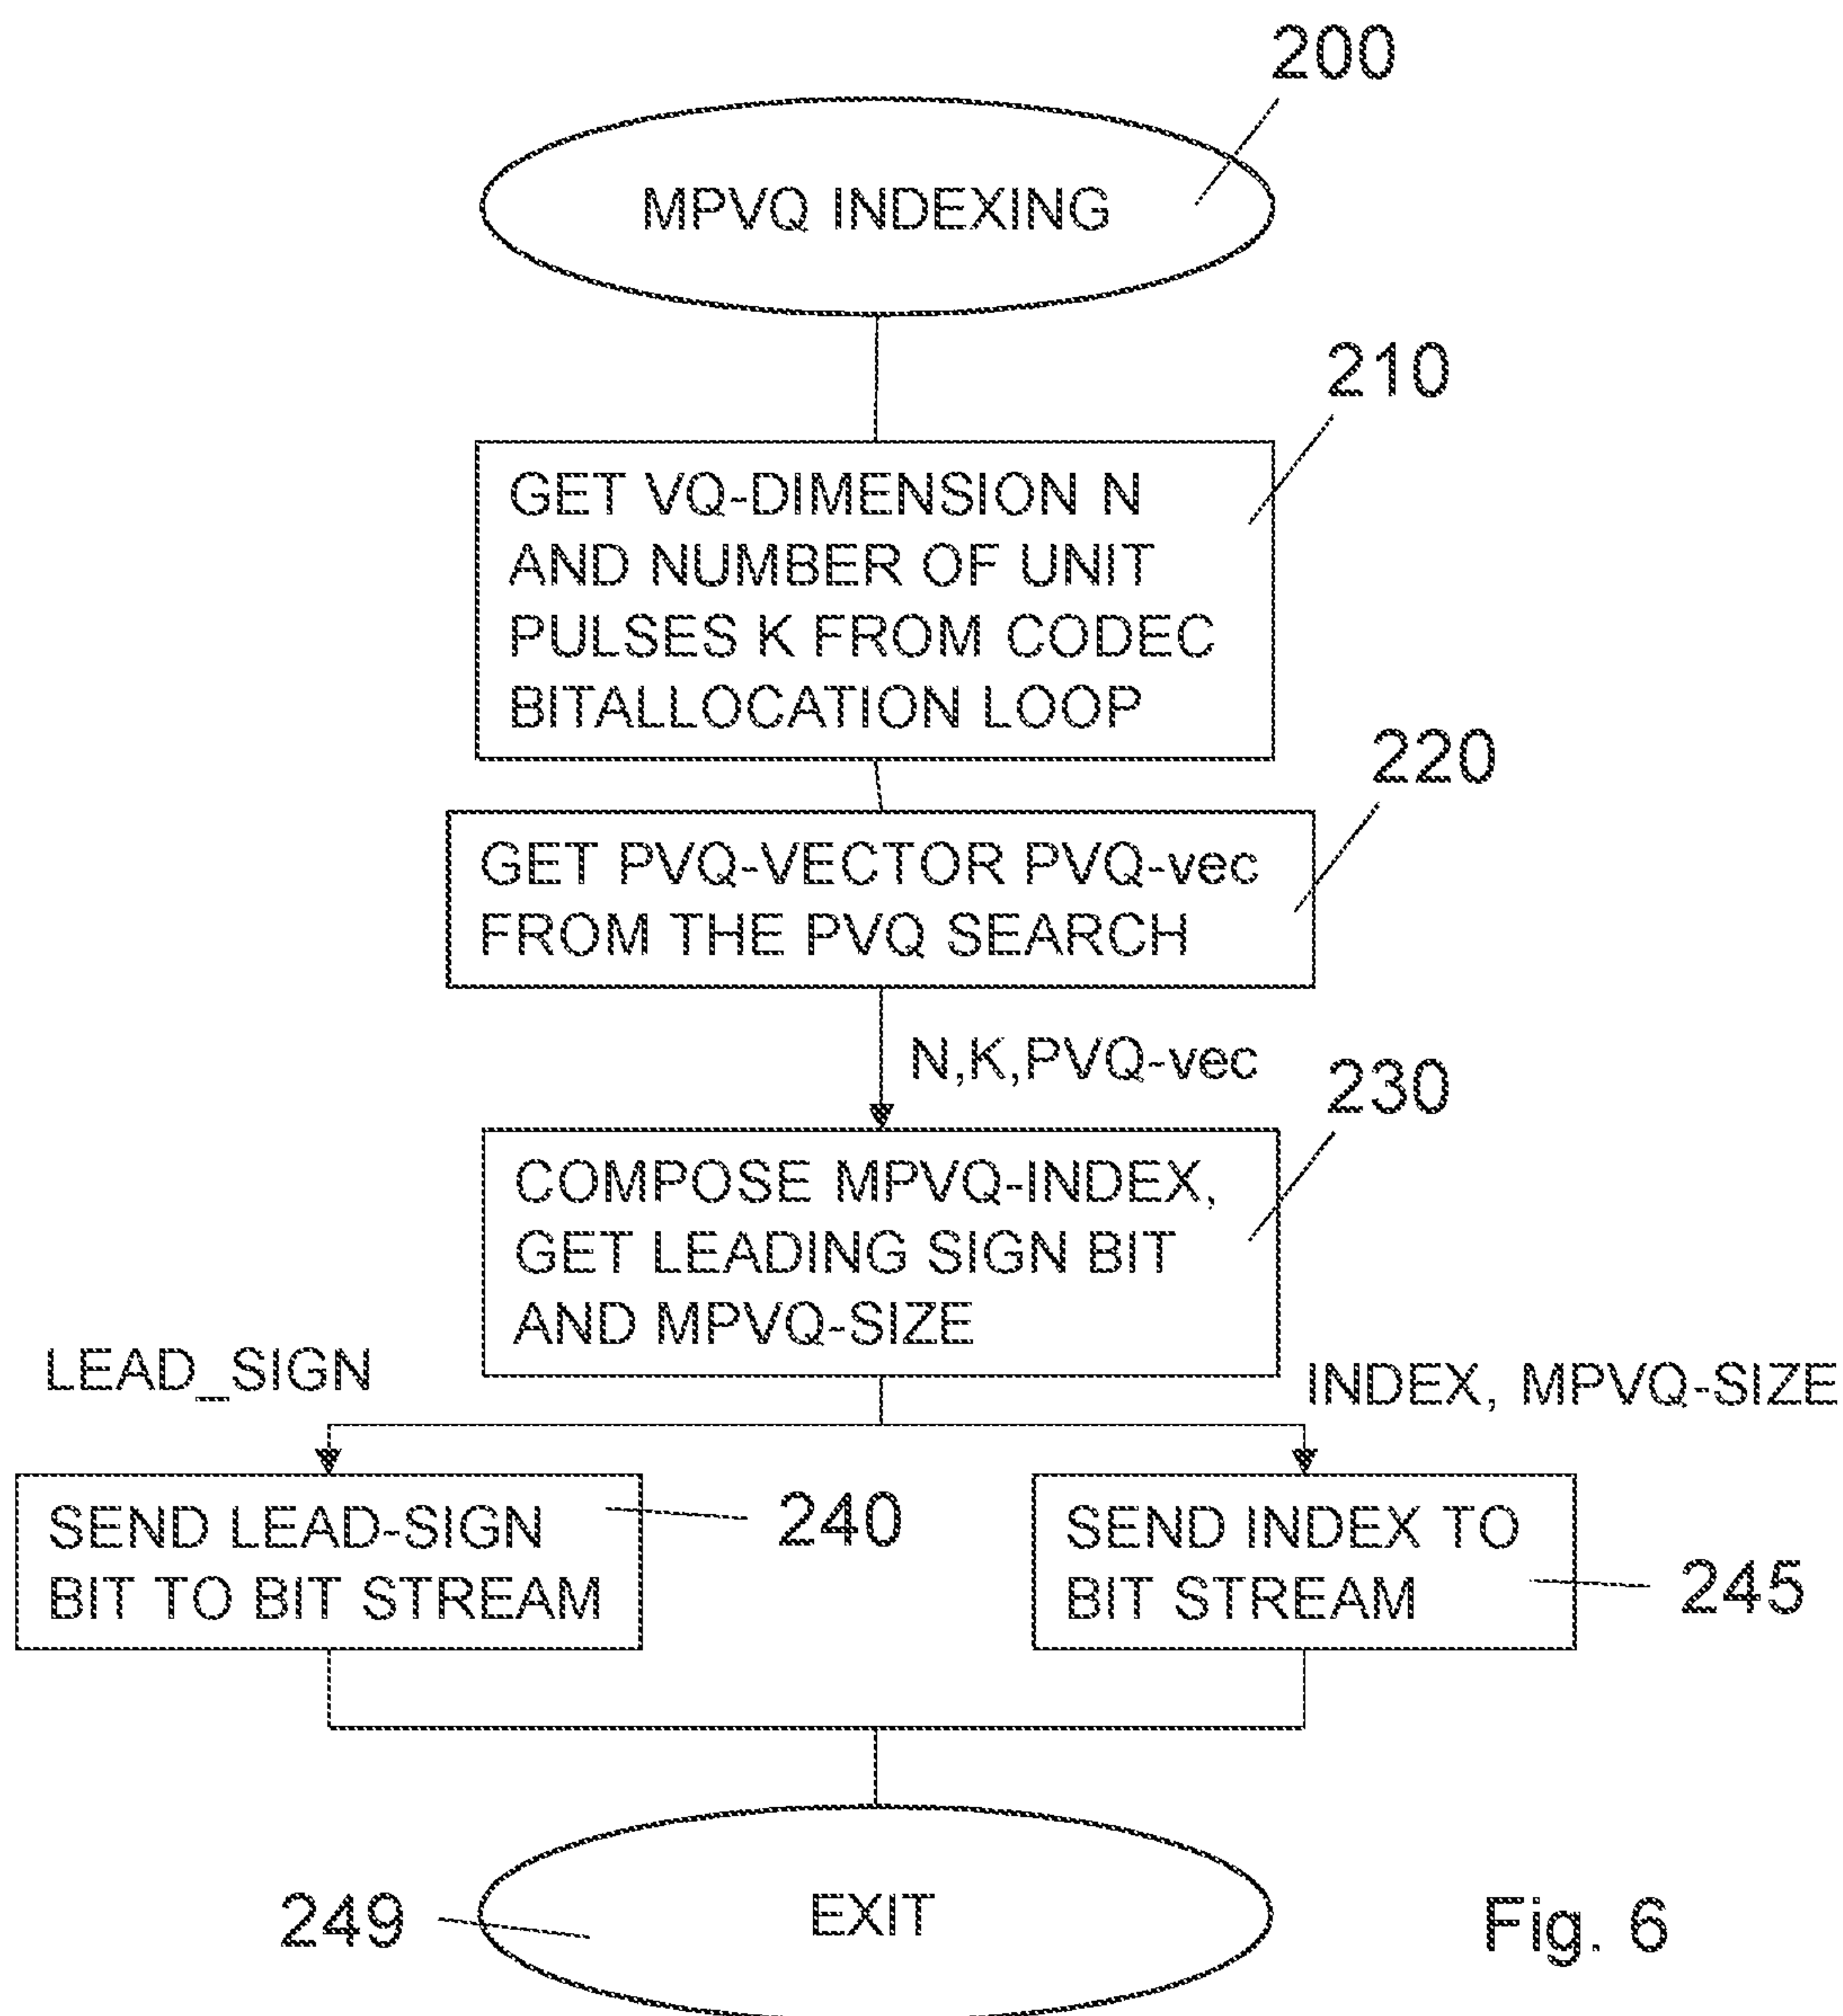 200
MPVQ INDEXING
210
GET VQ-DIMENSION N
AND NUMBER OF UNIT
PULSES K FROM CODEC
BITALLOCATION LOOP
220
GET PVQ-VECTOR PVQ-vec
FROM THE PVQ SEARCH
N,K,PVQ-vec
230
COMPOSE MPVQ-INDEX,
GET LEADING SIGN BIT
AND MPVQ-SIZE
LEAD_SIGN
INDEX, MPVQ-SIZE
SEND LEAD-SIGN
BIT TO BIT STREAM
240
SEND INDEX TO
BIT STREAM
245
249
EXIT
Fig. 6